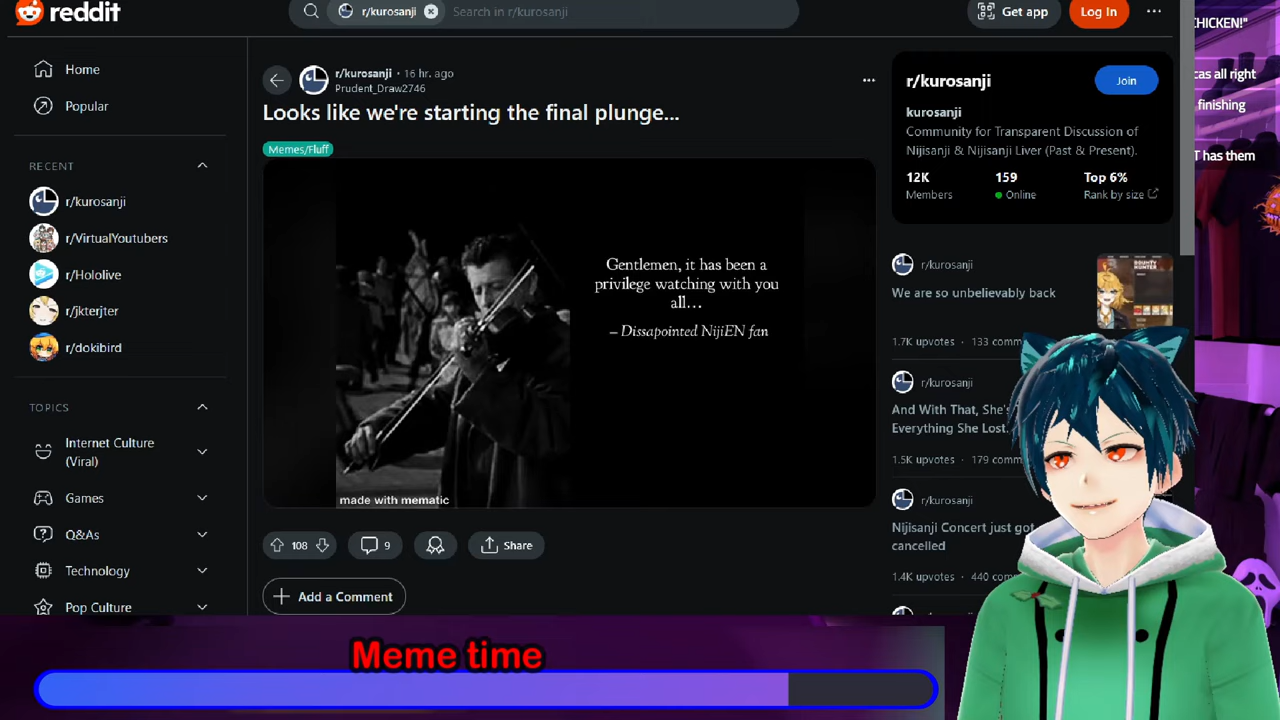 reddit
r/kurosanji
Search in r/kurosanji
Get app
Log In
CHICKEN!"
Home
Popular
RECENT
r/kurosanji
r/VirtualYoutubers
r/Hololive
r/jkterjter
r/dokibird
TOPICS
Internet Culture
(Viral)
Games
Q&As
Technology
Pop Culture
r/kurosanji • 16 hr. ago
Prudent_Draw2746
Looks like we're starting the final plunge...
Memes/Fluff
Gentlemen, it has been a
privilege watching with you
all…
– Dissapointed NijiEN fan
made with mematic
108
9
Share
Add a Comment
r/kurosanji
Join
kurosanji
Community for Transparent Discussion of
Nijisanji & Nijisanji Liver (Past & Present).
12K
159
Top 6%
Members
Online
Rank by size
r/kurosanji
We are so unbelievably back
1.7K upvotes · 133 comm
r/kurosanji
And With That, She's
Everything She Lost.
1.5K upvotes · 179 comm
r/kurosanji
Nijisanji Concert just got
cancelled
1.4K upvotes · 440 com
cas all right
finishing
T has them
Meme time